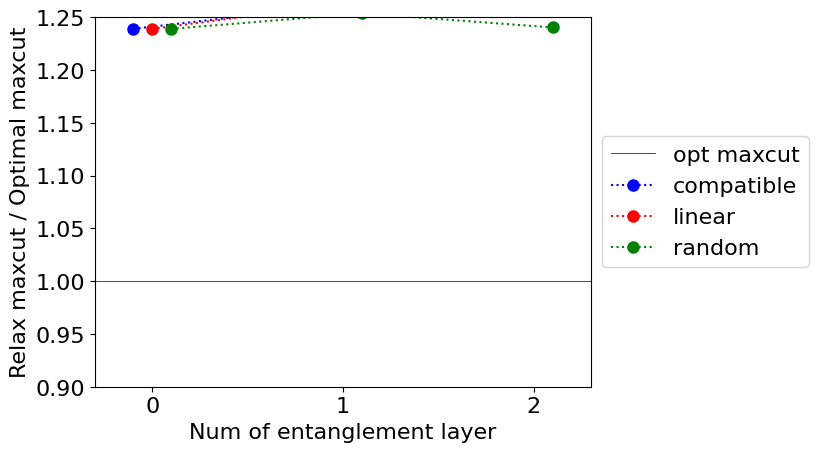 Relax maxcut / Optimal maxcut
1.25
1.20
1.15
1.10
1.05
1.00
0.95
0.90
0
1
2
Num of entanglement layer
opt maxcut
compatible
linear
random